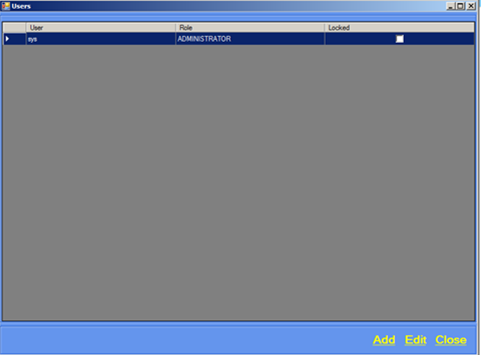 Users
User Role Locked
sys ADMINISTRATOR
Add Edit Close